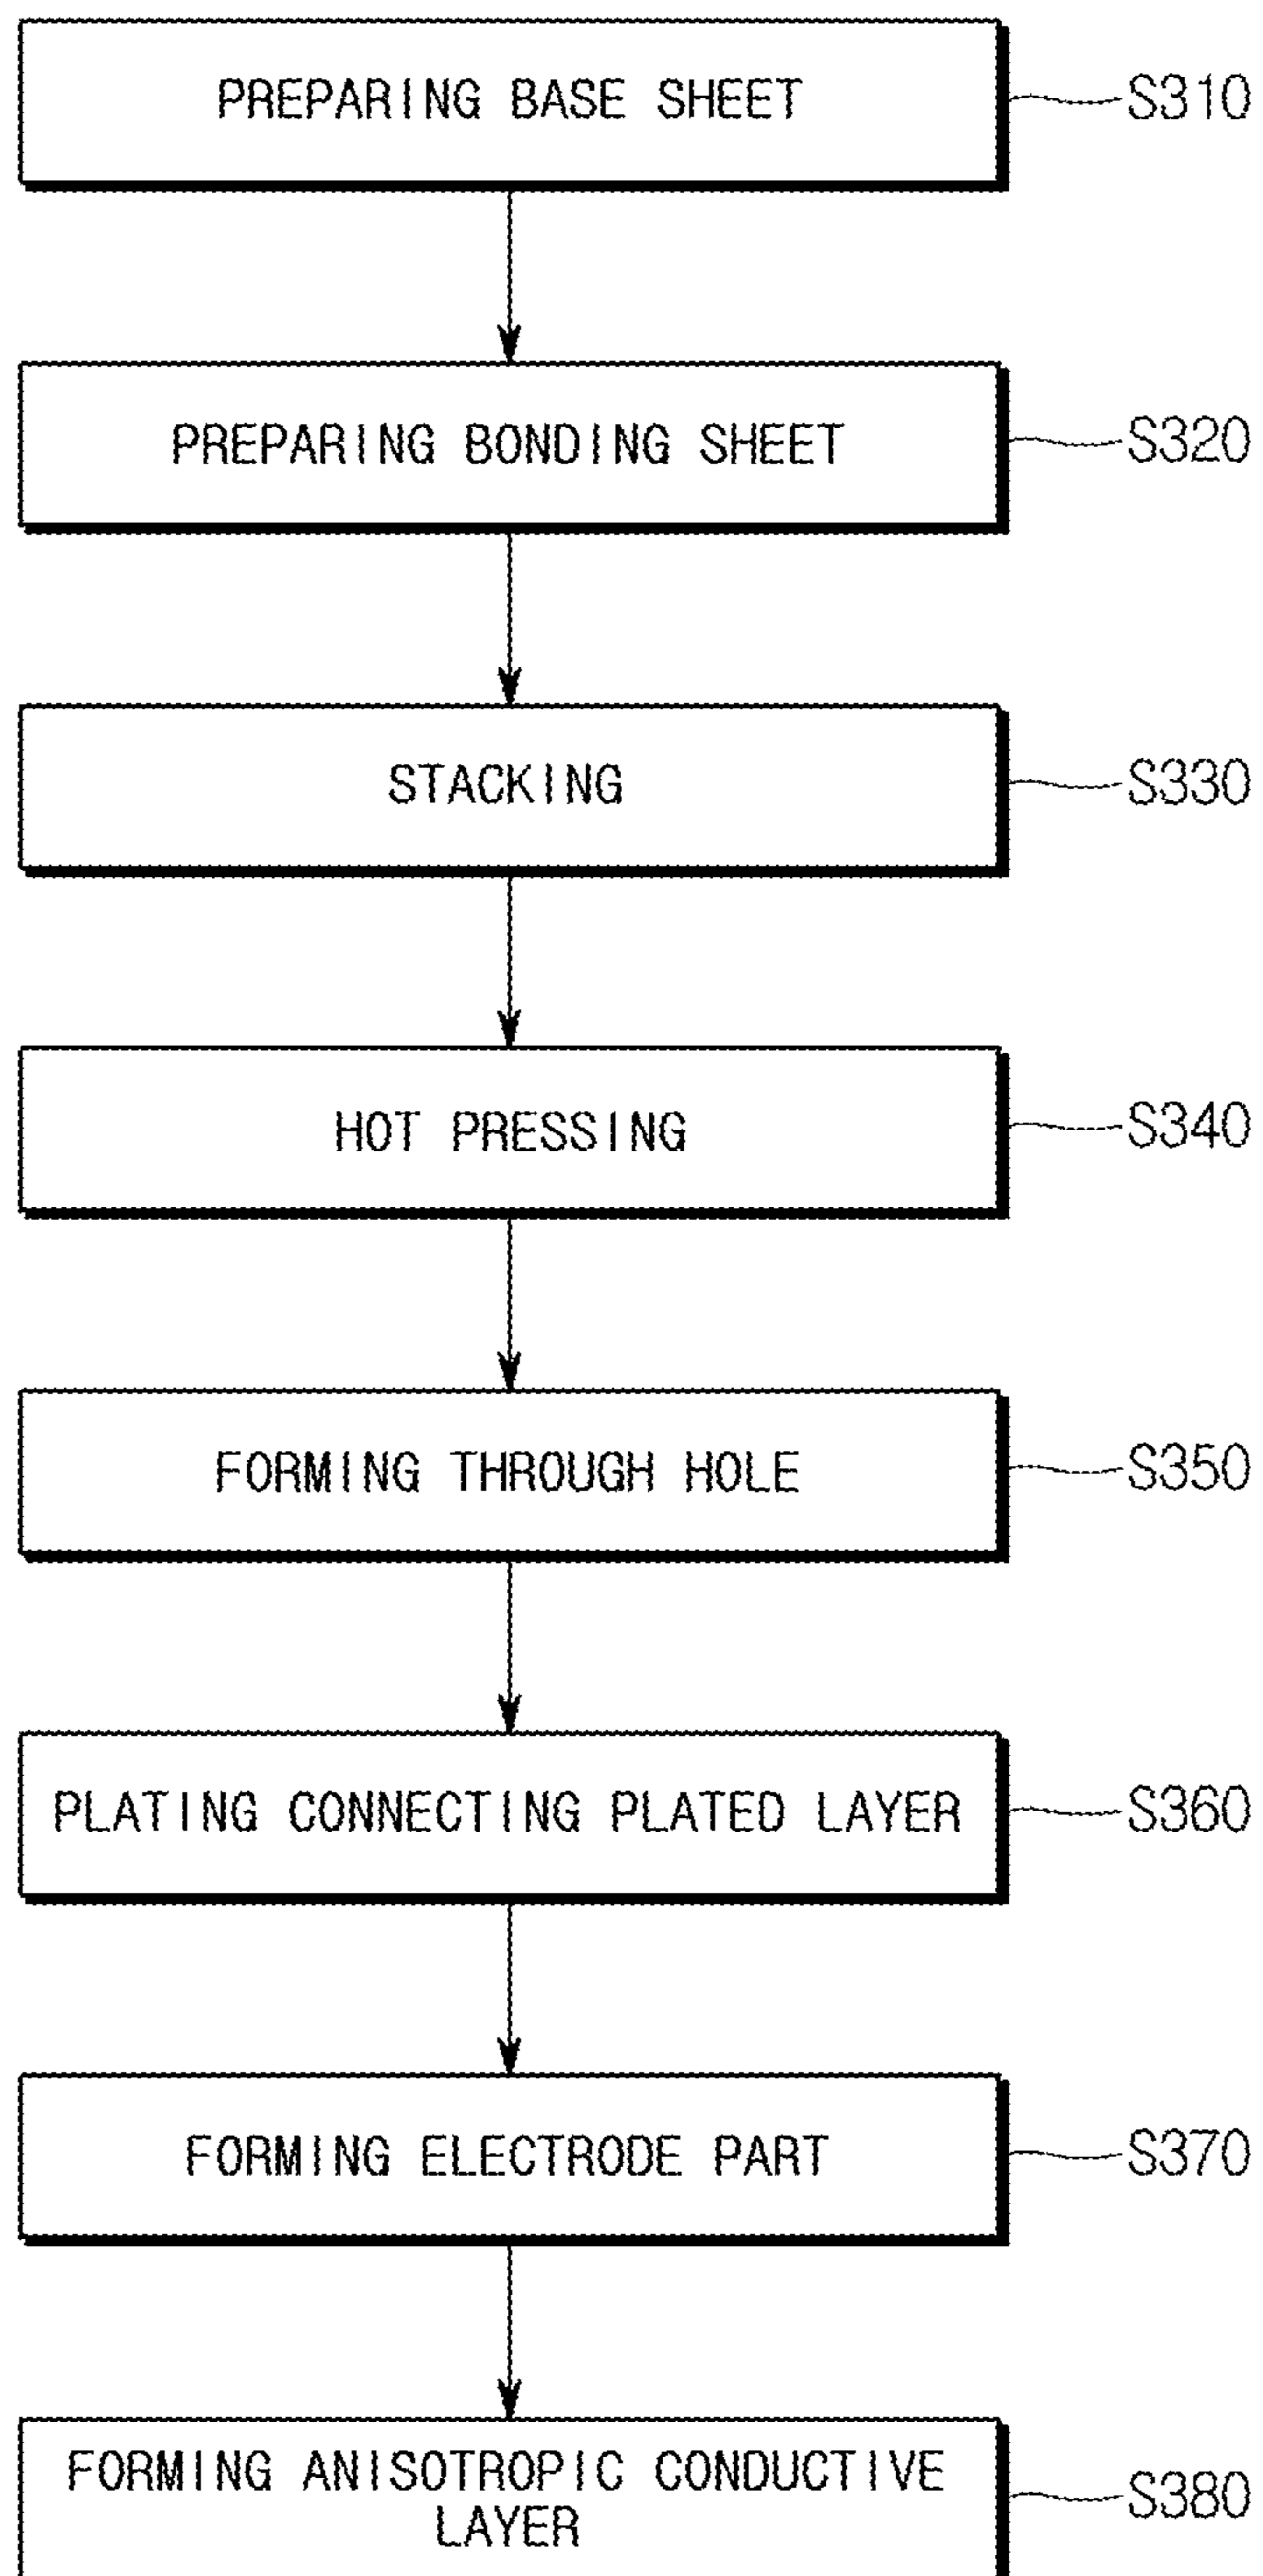 PREPARING BASE SHEET
S310
PREPARING BONDING SHEET
S320
STACKING
S330
HOT PRESSING
S340
FORMING THROUGH HOLE
S350
PLATING CONNECTING PLATED LAYER
S360
FORMING ELECTRODE PART
S370
FORMING ANISOTROPIC CONDUCTIVE
LAYER
S380